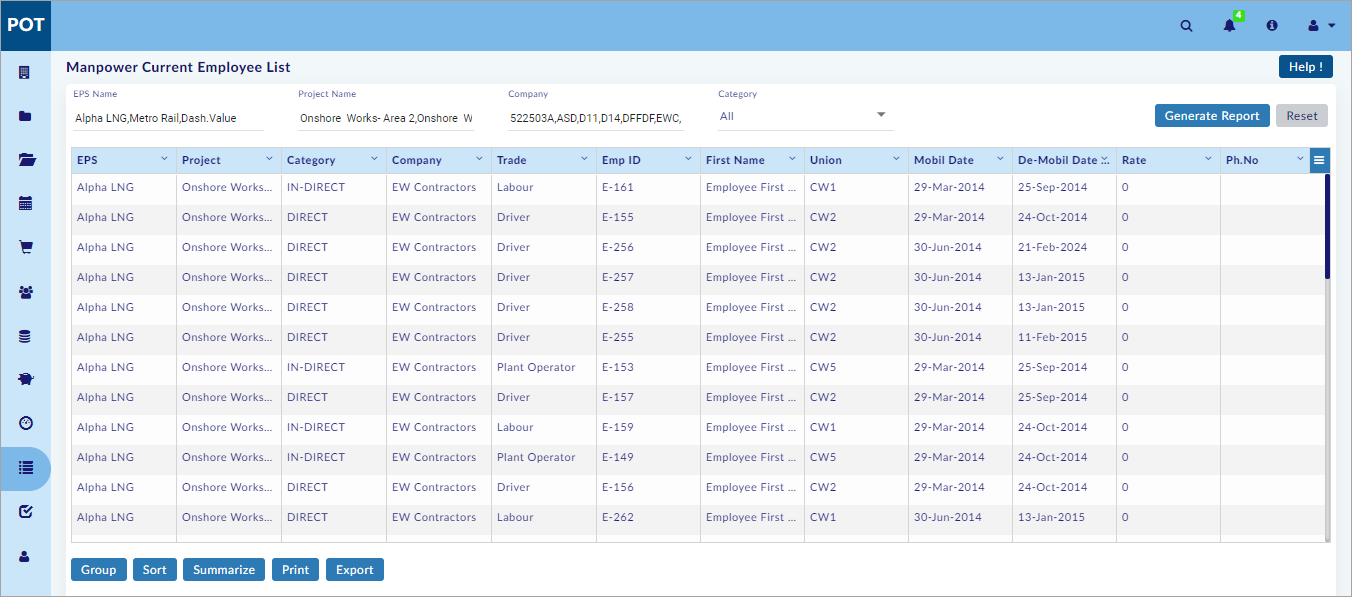 POT
4
Manpower Current Employee List
Help !
EPS Name Project Name Company Category
Alpha LNG,Metro Rail,Dash.Value Onshore Works- Area 2,Onshore W 522503A,ASD,D11,D14,DFFDF,EWC, All Generate Report Reset
EPS Project Category Company Trade Emp ID First Name Union Mobil Date De-Mobil Date ... Rate Ph.No
Alpha LNG Onshore Works... IN-DIRECT EW Contractors Labour E-161 Employee First ... CW1 29-Mar-2014 25-Sep-2014 0
Alpha LNG Onshore Works... DIRECT EW Contractors Driver E-155 Employee First ... CW2 29-Mar-2014 24-Oct-2014 0
Alpha LNG Onshore Works... DIRECT EW Contractors Driver E-256 Employee First ... CW2 30-Jun-2014 21-Feb-2024 0
Alpha LNG Onshore Works... DIRECT EW Contractors Driver E-257 Employee First ... CW2 30-Jun-2014 13-Jan-2015 0
Alpha LNG Onshore Works... DIRECT EW Contractors Driver E-258 Employee First ... CW2 30-Jun-2014 13-Jan-2015 0
Alpha LNG Onshore Works... DIRECT EW Contractors Driver E-255 Employee First ... CW2 30-Jun-2014 11-Feb-2015 0
Alpha LNG Onshore Works... IN-DIRECT EW Contractors Plant Operator E-153 Employee First ... CW5 29-Mar-2014 25-Sep-2014 0
Alpha LNG Onshore Works... DIRECT EW Contractors Driver E-157 Employee First ... CW2 29-Mar-2014 25-Sep-2014 0
Alpha LNG Onshore Works... IN-DIRECT EW Contractors Labour E-159 Employee First ... CW1 29-Mar-2014 24-Oct-2014 0
Alpha LNG Onshore Works... IN-DIRECT EW Contractors Plant Operator E-149 Employee First ... CW5 29-Mar-2014 24-Oct-2014 0
Alpha LNG Onshore Works... DIRECT EW Contractors Driver E-156 Employee First ... CW2 29-Mar-2014 24-Oct-2014 0
Alpha LNG Onshore Works... DIRECT EW Contractors Labour E-262 Employee First ... CW1 30-Jun-2014 13-Jan-2015 0
Group Sort Summarize Print Export